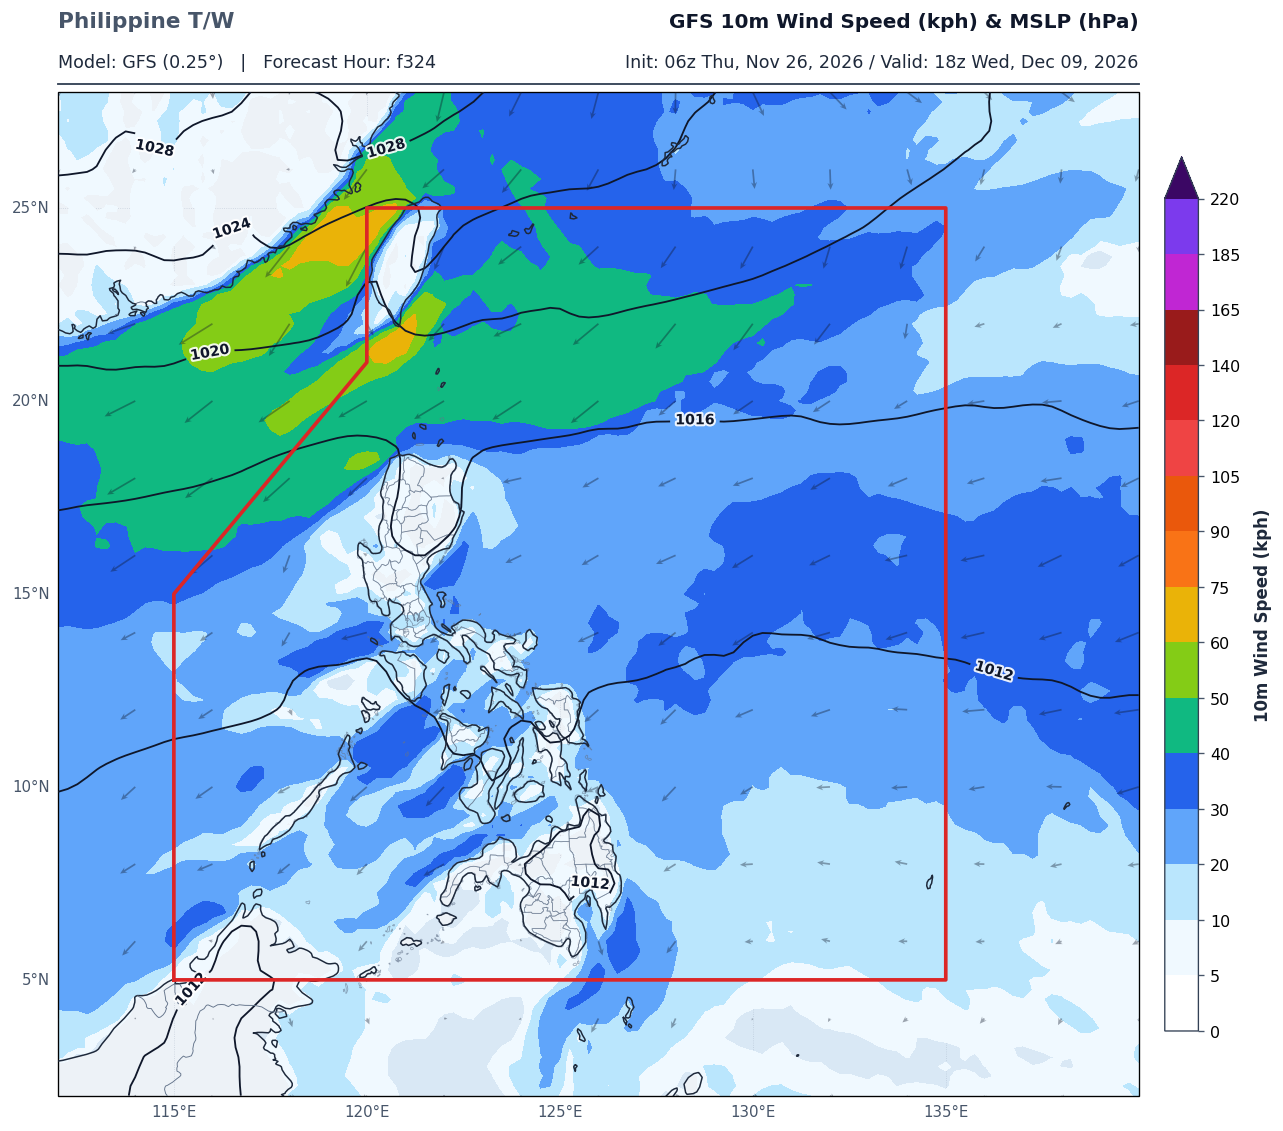 Philippine T/W
GFS 10m Wind Speed (kph) & MSLP (hPa)
Model: GFS (0.25°) | Forecast Hour: f324
Init: 06z Thu, Nov 26, 2026 / Valid: 18z Wed, Dec 09, 2026
1028
1028
1024
1020
1016
1012
1012
1012
25°N
20°N
15°N
10°N
5°N
115°E
120°E
125°E
130°E
135°E
220
185
165
140
120
105
90
75
60
50
40
30
20
10
5
0
10m Wind Speed (kph)